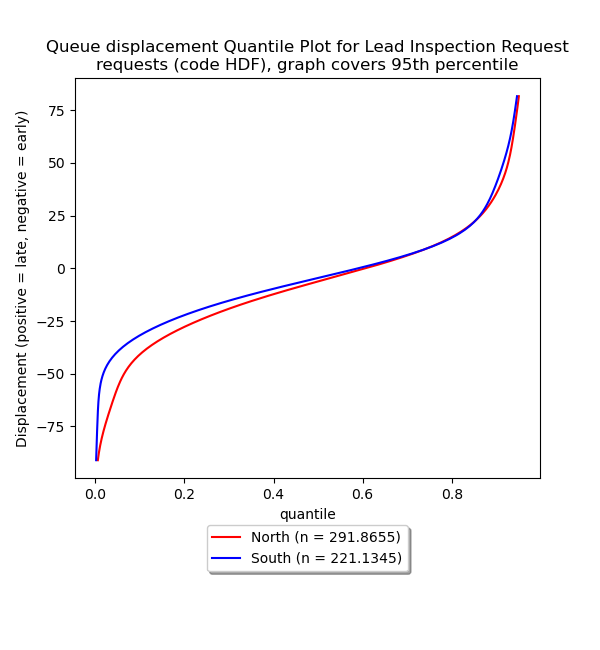 Queue displacement Quantile Plot for Lead Inspection Request
requests (code HDF), graph covers 95th percentile
Displacement (positive = late, negative = early)
75
50
25
0
−25
−50
−75
0.0
0.2
0.4
0.6
0.8
quantile
North (n = 291.8655)
South (n = 221.1345)